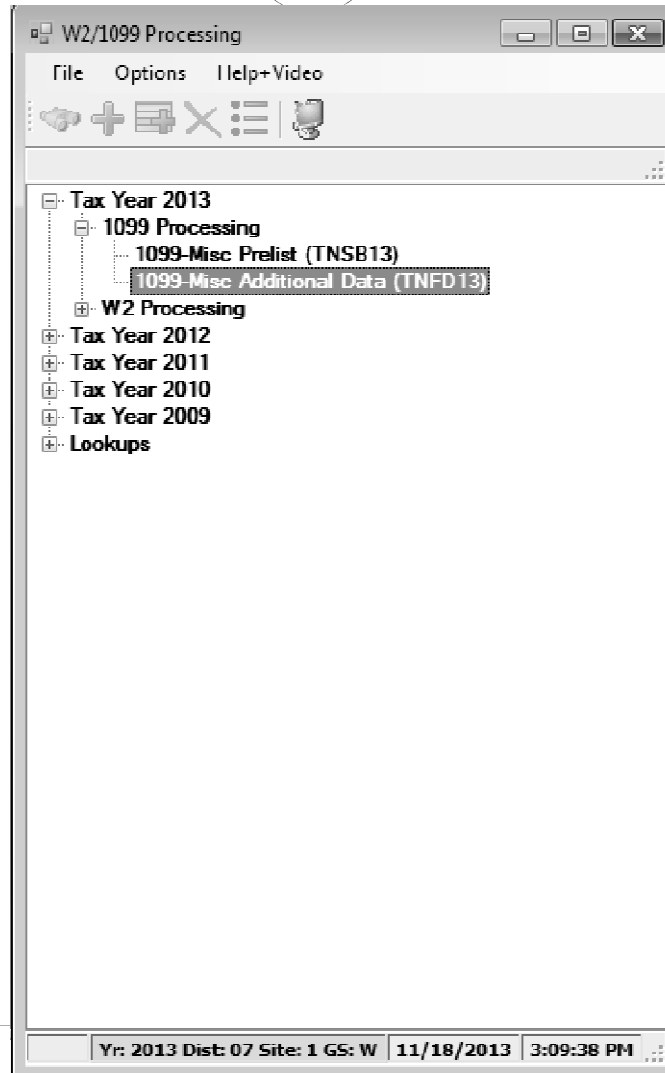 W2/1099 Processing
File Options Help+Video
Tax Year 2013
1099 Processing
1099-Misc Prelist (TNSB13)
1099-Misc Additional Data (TNFD13)
W2 Processing
Tax Year 2012
Tax Year 2011
Tax Year 2010
Tax Year 2009
Lookups
Yr: 2013 Dist: 07 Site: 1 GS: W 11/18/2013 3:09:38 PM